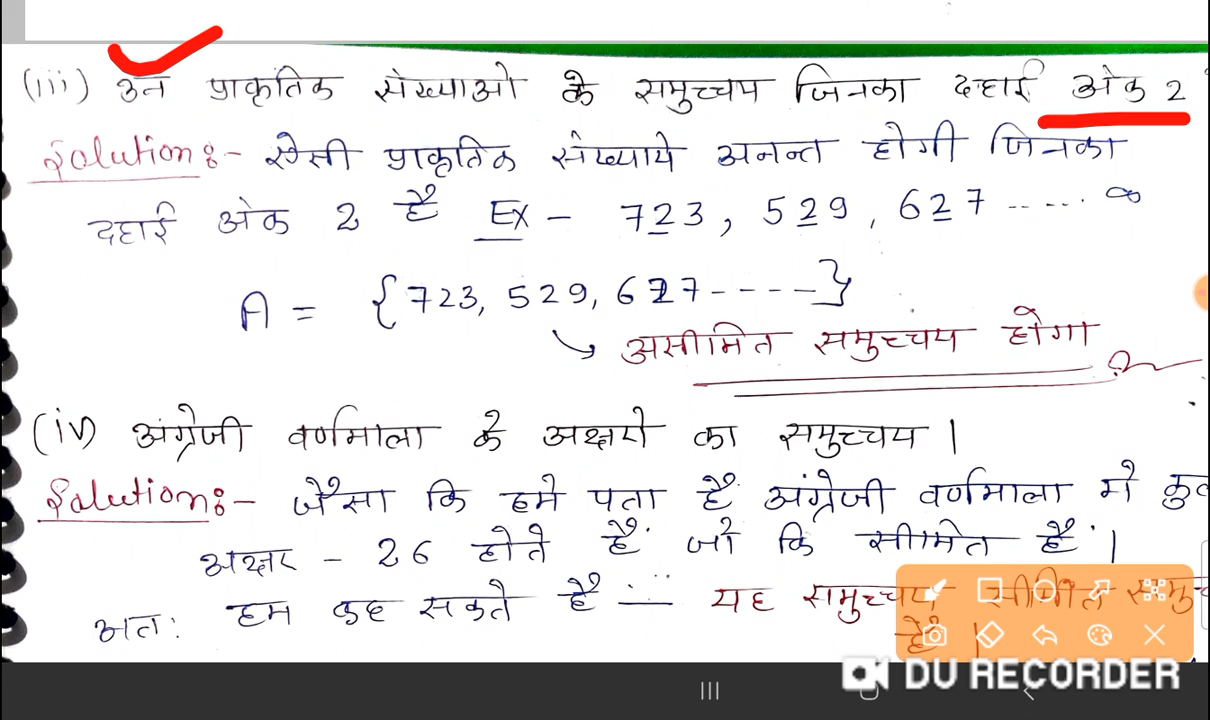 (iii) उन प्राकृतिक संख्याओ के समुच्चय जिनका दहाई अंक 2
Solution:- ऐसी प्राकृतिक संख्याये अनन्त होगी जिनका
दहाई अंक 2 है Ex - 723, 529, 627 ...... ∞
A = {723, 529, 627----}
असीमित समुच्चय होगा
(iv) अंग्रेजी वर्णमाला के अक्षरो का समुच्चय ।
Solution:- जैसा कि हमे पता है अंग्रेजी वर्णमाला मे
अक्षर - 26 होते है जो कि सीमित है ।
अत: हम कह सकते है - यह समुच्चय सीमित
है ।
DU RECORDER